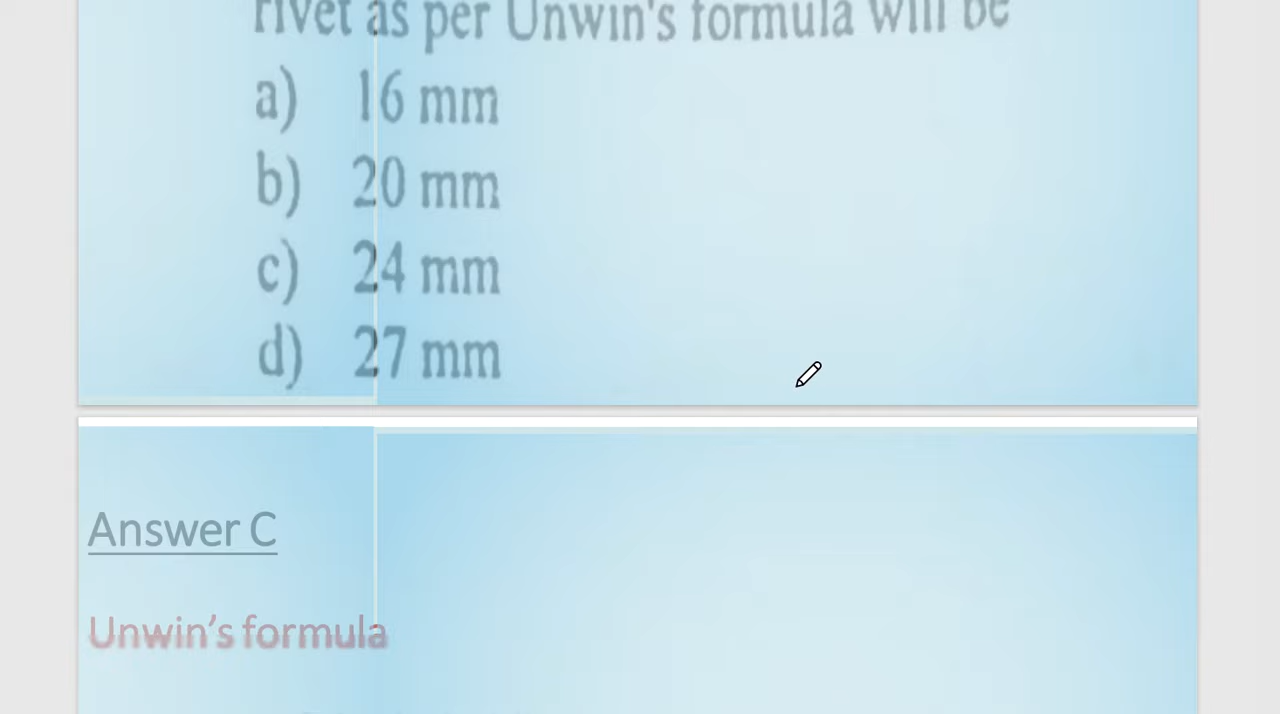 rivet as per Unwin's formula will be
a) 16 mm
b) 20 mm
c) 24 mm
d) 27 mm
Answer C
Unwin's formula